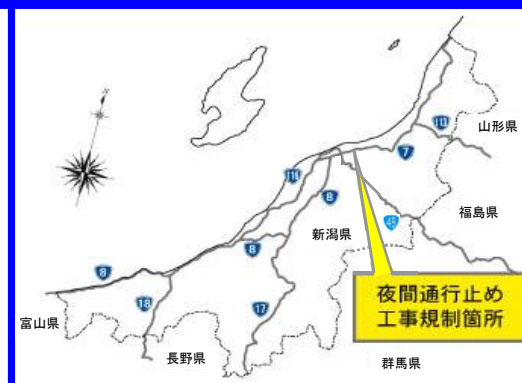 113
山形県
7
116
福島県
8
新潟県
49
8
夜間通行止め
工事規制箇所
8
18
17
富山県
長野県
群馬県